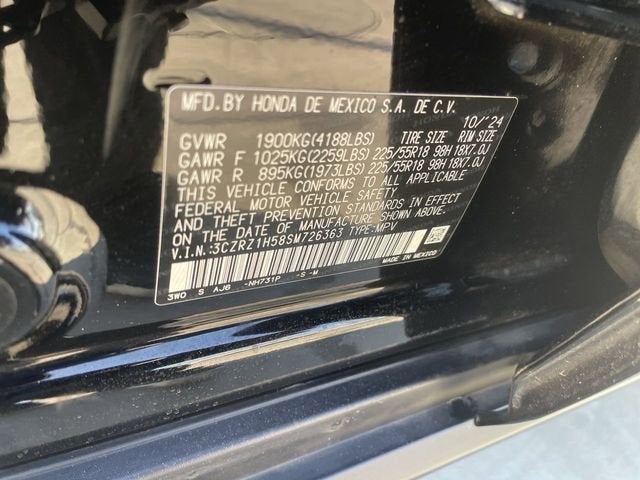 MFD.BY HONDA DE MEXICO S.A. DE C.V.
10/'24
GVWR 1900KG(4188LBS) TIRE SIZE RIM SIZE
GAWR F 1025KG(2259LBS) 225/55R18 98H 18X7.0J
GAWR R 895KG(1973LBS) 225/55R18 98H 18X7.0J
THIS VEHICLE CONFORMS TO ALL APPLICABLE
FEDERAL MOTOR VEHICLE SAFETY
AND THEFT PREVENTION STANDARDS IN EFFECT
ON THE DATE OF MANUFACTURE SHOWN ABOVE.
V.I.N.:3CZRZ1H58SM726363 TYPE:MPV
3WO S AJ6 -NH731P -S -M
MADE IN MEXICO